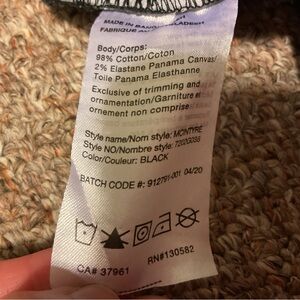 MADE IN BANGLADESH
FABRIQUE AU
Body/Corps:
98% Cotton/Coton
2% Elastane Panama Canvas/
Toile Panama Elasthanne
Exclusive of trimming and
ornamentation/Garniture et
ornement non comprise
Style name/Nom style: MCINTYRE
Style NO/Nombre style:
Color/Couleur: BLACK
BATCH CODE #: 912791-001 04/20
CA# 37961
RN#130582